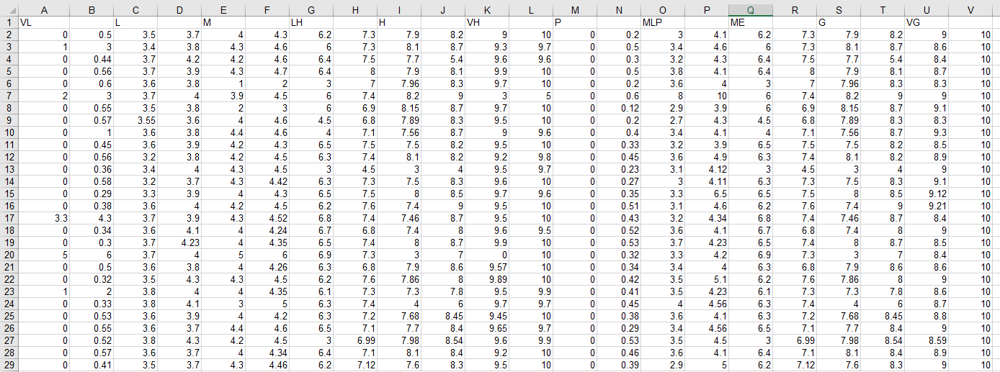 A B C D E F G H I J K L M N O P Q R S T U V
1 VL L M LH H VH P MLP ME G VG
2 0 0.5 3.5 3.7 4 4.3 6.2 7.3 7.9 8.2 9 10 0 0.2 3 4.1 6.2 7.3 7.9 8.2 9 10
3 1 3 3.4 3.8 4.3 4.6 6 7.3 8.1 8.7 9.3 9.7 0 0.5 3.4 4.6 6 7.3 8.1 8.7 8.6 10
4 0 0.44 3.7 4.2 4.2 4.6 6.4 7.5 7.7 5.4 9.6 9.6 0 0.3 3.2 4.3 6.4 7.5 7.7 5.4 8.4 10
5 0 0.56 3.7 3.9 4.3 4.7 6.4 8 7.9 8.1 9.9 10 0 0.5 3.8 4.1 6.4 8 7.9 8.1 8.7 10
6 0 0.6 3.6 3.8 1 2 3 7 7.96 8.3 9.7 10 0 0.2 3.6 4 3 7 7.96 8.3 8.3 10
7 2 3 3.7 4 3.9 4.5 6 7.4 8.2 9 3 5 0 0.6 8 10 6 7.4 8.2 9 9 10
8 0 0.55 3.5 3.8 2 3 6 6.9 8.15 8.7 9.7 10 0 0.12 2.9 3.9 6 6.9 8.15 8.7 9.1 10
9 0 0.57 3.55 3.6 4 4.6 4.5 6.8 7.89 8.3 9.5 10 0 0.2 2.7 4.3 4.5 6.8 7.89 8.3 8.3 10
10 0 1 3.6 3.8 4.4 4.6 4 7.1 7.56 8.7 9 9.6 0 0.4 3.4 4.1 4 7.1 7.56 8.7 9.3 10
11 0 0.45 3.6 3.9 4.2 4.3 6.5 7.5 7.5 8.2 9.5 10 0 0.33 3.2 3.9 6.5 7.5 7.5 8.2 8.5 10
12 0 0.56 3.2 3.8 4.2 4.5 6.3 7.4 8.1 8.2 9.2 9.8 0 0.45 3.6 4.9 6.3 7.4 8.1 8.2 8.9 10
13 0 0.36 3.4 4 4.3 4.5 3 4.5 3 4 9.5 9.7 0 0.23 3.1 4.12 3 4.5 3 4 9 10
14 0 0.58 3.2 3.7 4.3 4.42 6.3 7.3 7.5 8.3 9.6 10 0 0.27 3 4.11 6.3 7.3 7.5 8.3 9.1 10
15 0 0.29 3.3 3.9 4 4.3 6.5 7.5 8 8.5 9.7 9.6 0 0.35 3.3 6.5 6.5 7.5 8 8.5 9.12 10
16 0 0.38 3.6 4 4.2 4.5 6.2 7.6 7.4 9 9.5 10 0 0.51 3.1 4.6 6.2 7.6 7.4 9 9.21 10
17 3.3 4.3 3.7 3.9 4.3 4.52 6.8 7.4 7.46 8.7 9.5 10 0 0.43 3.2 4.34 6.8 7.4 7.46 8.7 8.4 10
18 0 0.34 3.6 4.1 4 4.24 6.7 6.8 7.4 8 9.6 9.5 0 0.52 3.6 4.1 6.7 6.8 7.4 8 9 10
19 0 0.3 3.7 4.23 4 4.35 6.5 7.4 8 8.7 9.9 10 0 0.53 3.7 4.23 6.5 7.4 8 8.7 8.5 10
20 5 6 3.7 4 5 6 6.9 7.3 3 7 0 10 0 0.32 3.3 4.2 6.9 7.3 3 7 8.4 10
21 0 0.5 3.6 3.8 4 4.26 6.3 6.8 7.9 8.6 9.57 10 0 0.34 3.4 4 6.3 6.8 7.9 8.6 8.6 10
22 0 0.32 3.5 4.3 4.3 4.5 6.2 7.6 7.86 8 9.89 10 0 0.42 3.5 5.1 6.2 7.6 7.86 8 9 10
23 1 2 3.8 4 4 4.35 6.1 7.3 7.3 7.8 9.5 9.9 0 0.41 3.5 4.23 6.1 7.3 7.3 7.8 8.6 10
24 0 0.33 3.8 4.1 3 5 6.3 7.4 4 6 9.7 9.7 0 0.45 4 4.56 6.3 7.4 4 6 8.7 10
25 0 0.53 3.6 3.9 4 4.2 6.3 7.2 7.68 8.45 9.45 10 0 0.38 3.6 4.1 6.3 7.2 7.68 8.45 8.8 10
26 0 0.55 3.6 3.7 4.4 4.6 6.5 7.1 7.7 8.4 9.65 9.7 0 0.29 3.4 4.56 6.5 7.1 7.7 8.4 9 10
27 0 0.52 3.8 4.3 4.2 4.5 3 6.99 7.98 8.54 9.6 9.9 0 0.53 3.5 4.5 3 6.99 7.98 8.54 8.59 10
28 0 0.57 3.6 3.7 4 4.34 6.4 7.1 8.1 8.4 9.2 10 0 0.46 3.6 4.1 6.4 7.1 8.1 8.4 8.9 10
29 0 0.41 3.5 3.7 4.3 4.46 6.2 7.12 7.6 8.3 9.5 10 0 0.39 2.9 5 6.2 7.12 7.6 8.3 9 10